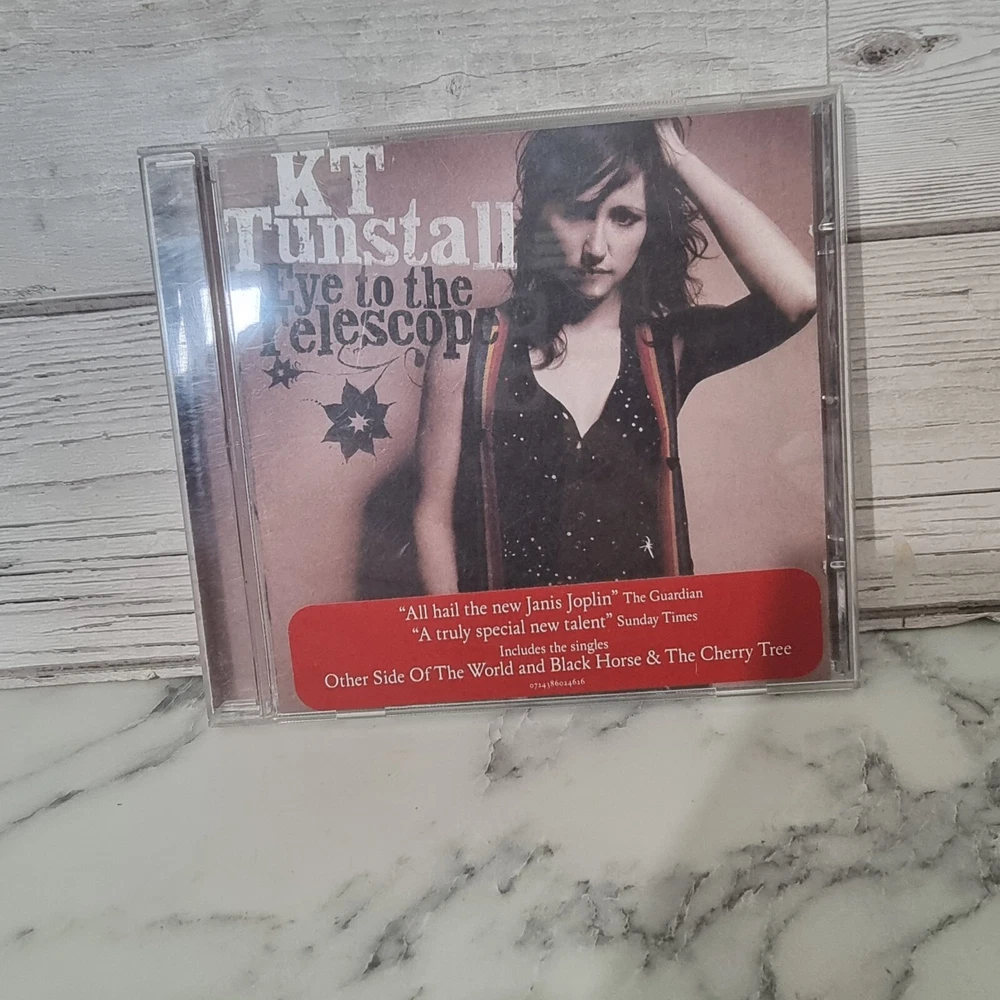 KT
Tunstall
Eye to the
Telescope
“All hail the new Janis Joplin” The Guardian
“A truly special new talent” Sunday Times
Includes the singles
Other Side Of The World and Black Horse & The Cherry Tree
0724386024626